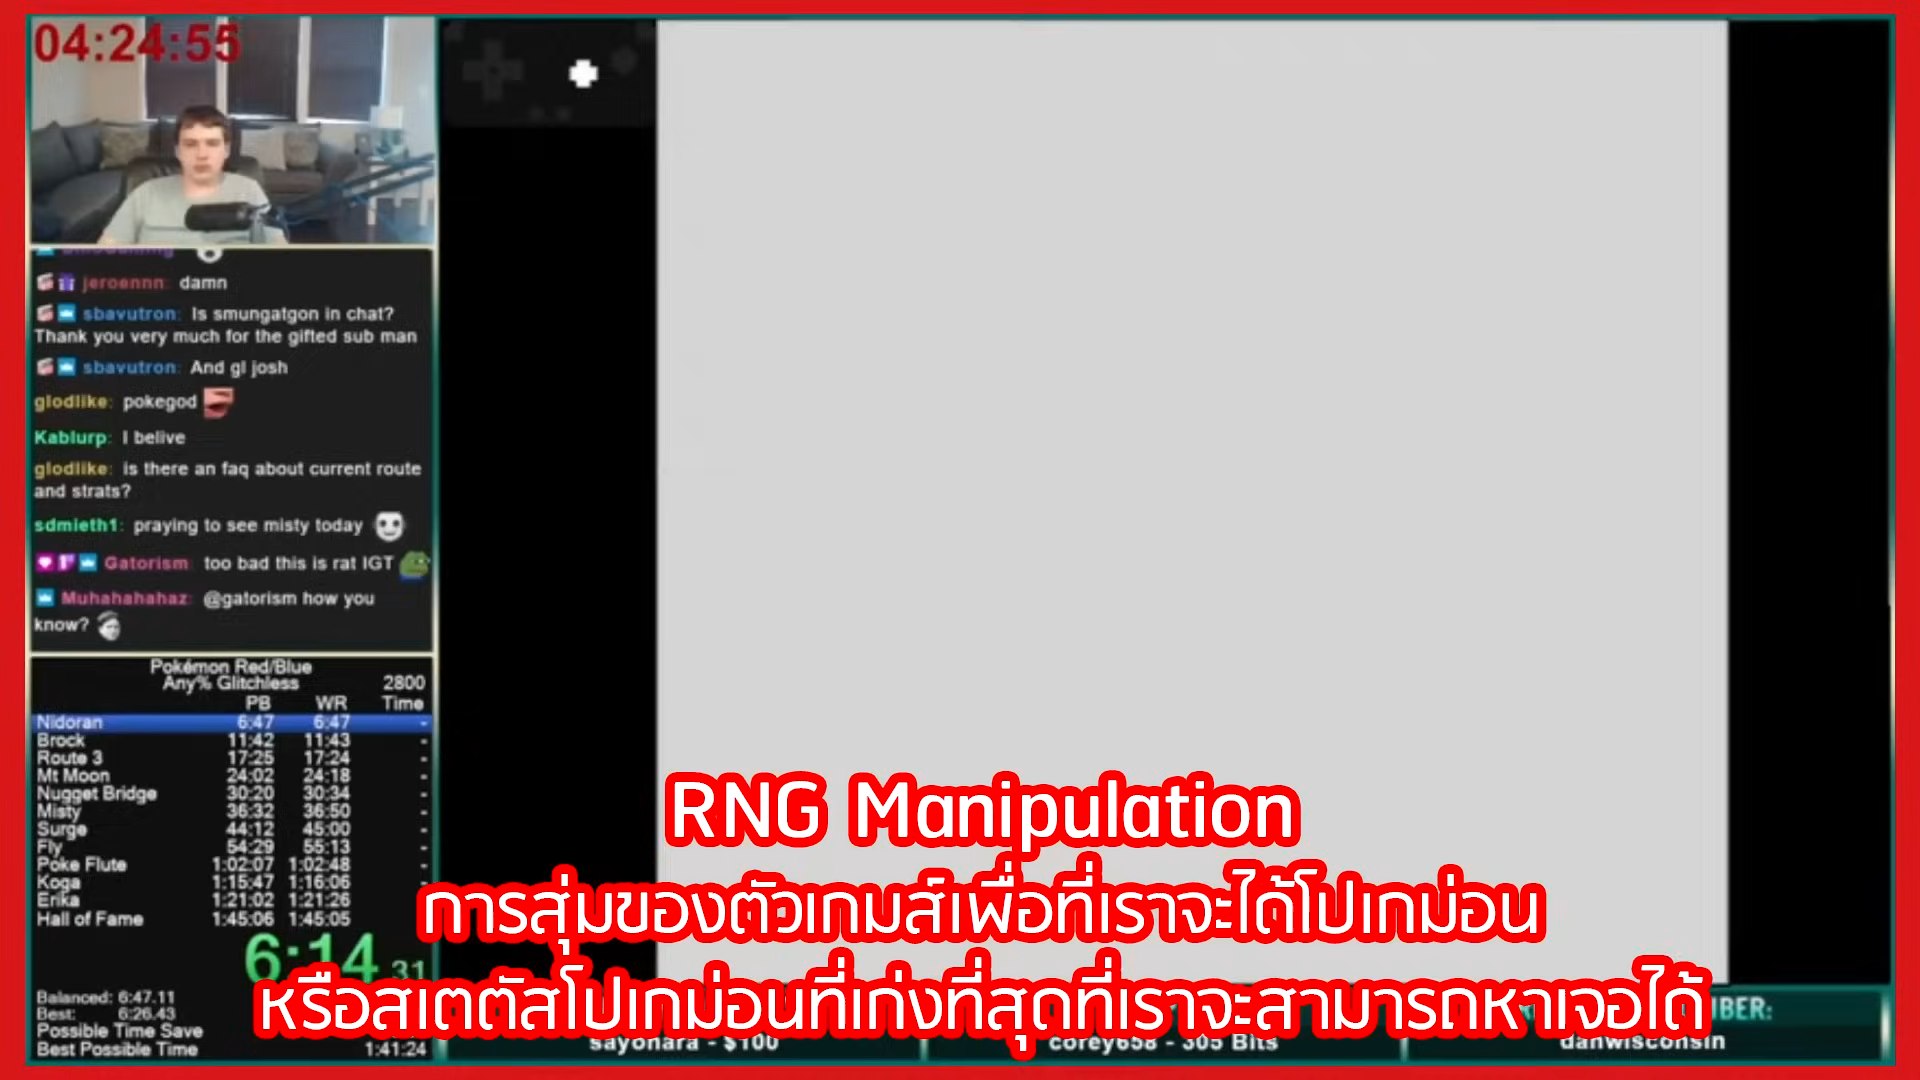 04:24:55
jeroennn: damn
sbavutron: Is smungatgon in chat?
Thank you very much for the gifted sub man
sbavutron: And gl josh
glodlike: pokegod
Kablurp: I belive
glodlike: is there an faq about current route
and strats?
sdmieth1: praying to see misty today
Gatorism: too bad this is rat IGT
Muhahahahaz: @gatorism how you
know?
Pokémon Red/Blue
Any% Glitchless 2800
PB WR Time
Nidoran 6:47 6:47 -
Brock 11:42 11:43 -
Route 3 17:25 17:24 -
Mt Moon 24:02 24:18 -
Nugget Bridge 30:20 30:34 -
Misty 36:32 36:50 -
Surge 44:12 45:00 -
Fly 54:29 55:13 -
Poke Flute 1:02:07 1:02:48 -
Koga 1:15:47 1:16:06 -
Erika 1:21:02 1:21:26 -
Hall of Fame 1:45:06 1:45:05 -
6:14.31
Balanced: 6:47.11
Best: 6:26.43
Possible Time Save
Best Possible Time 1:41:24
RNG Manipulation
การสุ่มของตัวเกมส์เพื่อที่เราจะได้โปเกม่อน
หรือสเตตัสโปเกม่อนที่เก่งที่สุดที่เราจะสามารถหาเจอได้
sayonara - $100
corey658 - 305 Bits
danwisconsin